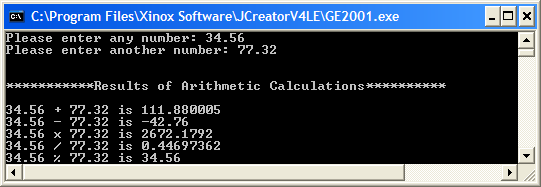 C:\Program Files\Xinox Software\JCreatorV4LE\GE2001.exe
Please enter any number: 34.56
Please enter another number: 77.32
***********Results of Arithmetic Calculations**********
34.56 + 77.32 is 111.880005
34.56 - 77.32 is -42.76
34.56 x 77.32 is 2672.1792
34.56 / 77.32 is 0.44697362
34.56 % 77.32 is 34.56